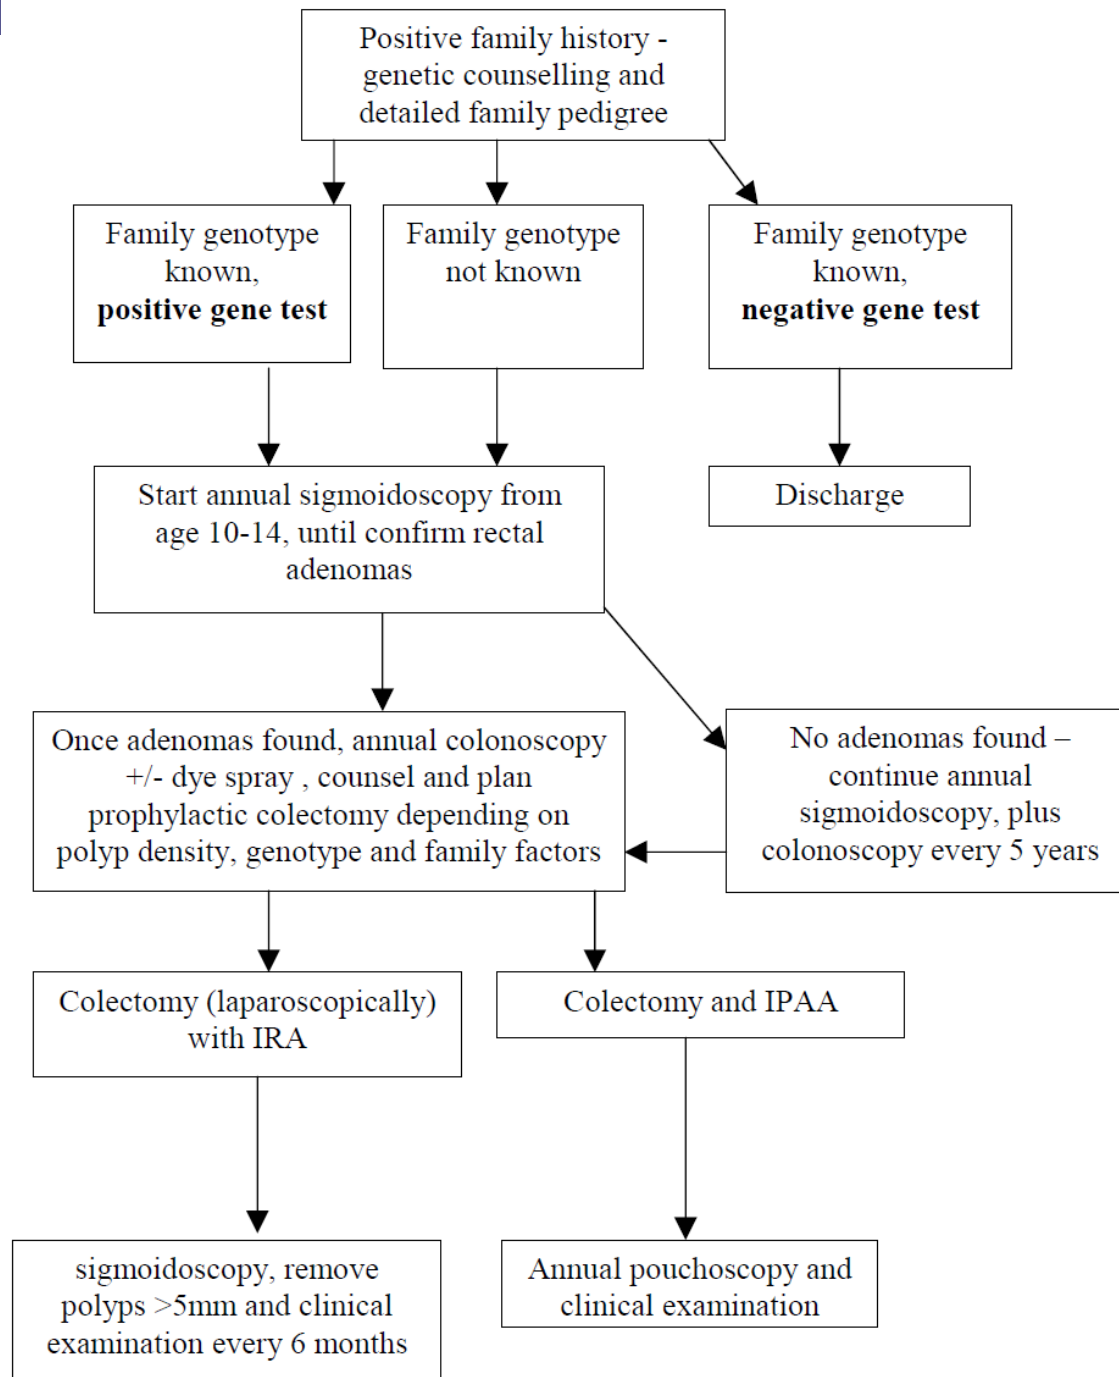 Positive family history -
genetic counselling and
detailed family pedigree
Family genotype
known,
positive gene test
Family genotype
not known
Family genotype
known,
negative gene test
Start annual sigmoidoscopy from
age 10-14, until confirm rectal
adenomas
Discharge
Once adenomas found, annual colonoscopy
+/- dye spray , counsel and plan
prophylactic colectomy depending on
polyp density, genotype and family factors
No adenomas found –
continue annual
sigmoidoscopy, plus
colonoscopy every 5 years
Colectomy (laparoscopically)
with IRA
Colectomy and IPAA
sigmoidoscopy, remove
polyps >5mm and clinical
examination every 6 months
Annual pouchoscopy and
clinical examination